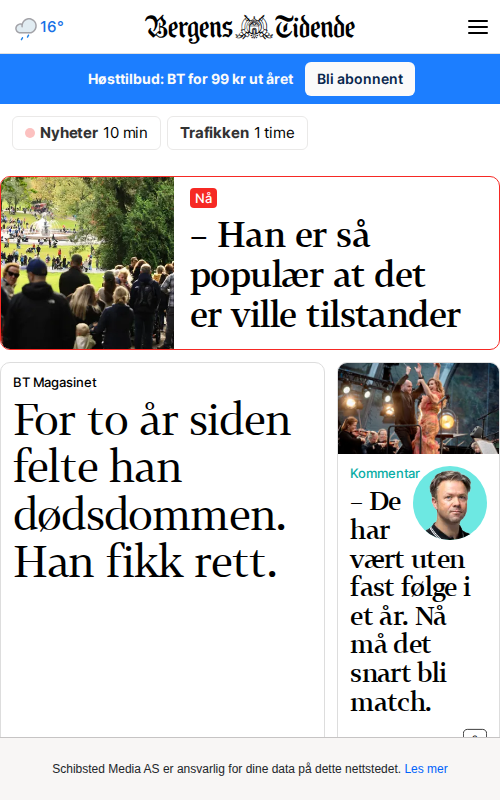 16°
Bergens Tidende
Høsttilbud: BT for 99 kr ut året
Bli abonnent
Nyheter 10 min
Trafikken 1 time
Nå
– Han er så
populær at det
er ville tilstander
BT Magasinet
For to år siden
felte han
dødsdommen.
Han fikk rett.
Kommentar
– De
har
vært uten
fast følge i
et år. Nå
må det
snart bli
match.
Schibsted Media AS er ansvarlig for dine data på dette nettstedet. Les mer